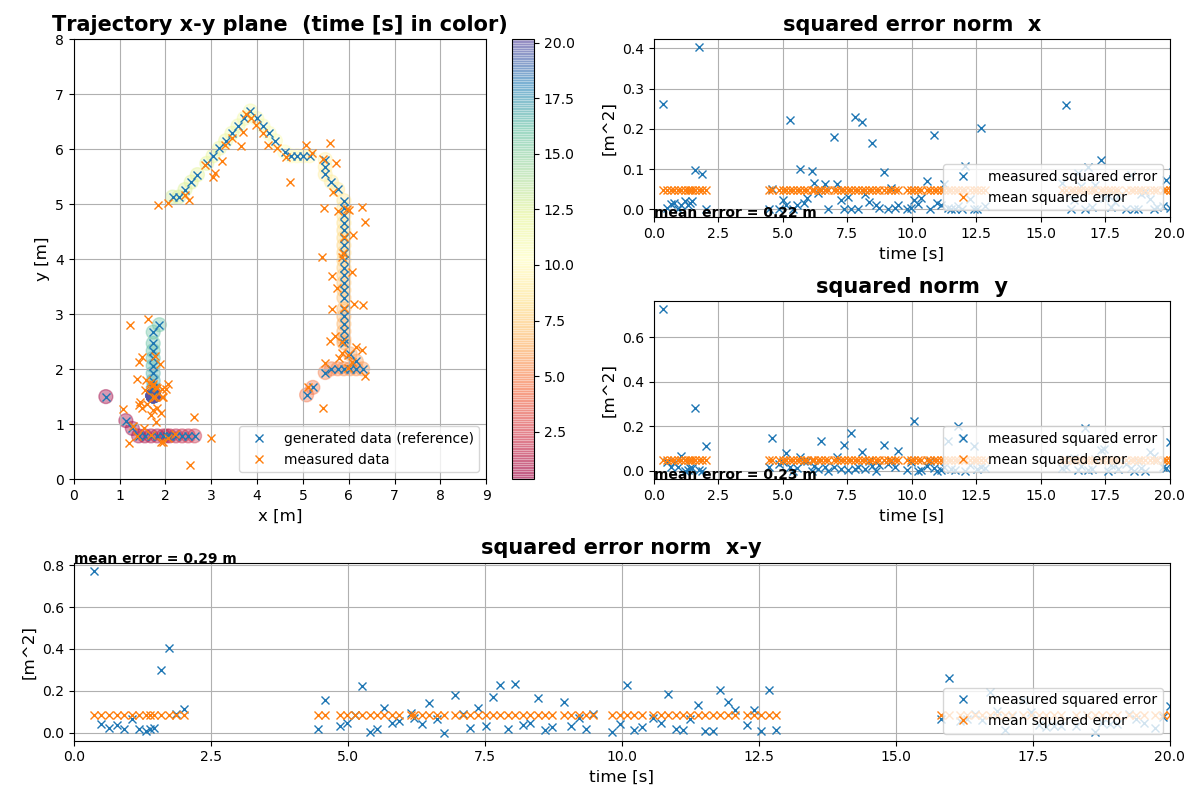 Trajectory x-y plane  (time [s] in color)
8
7
6
5
4
3
2
1
0
y [m]
0 1 2 3 4 5 6 7 8 9
x [m]
generated data (reference)
measured data
20.0
17.5
15.0
12.5
10.0
7.5
5.0
2.5
squared error norm  x
0.4
0.3
0.2
0.1
0.0
[m^2]
measured squared error
mean squared error
mean error = 0.22 m
0.0 2.5 5.0 7.5 10.0 12.5 15.0 17.5 20.0
time [s]
squared norm  y
0.6
0.4
0.2
0.0
[m^2]
measured squared error
mean squared error
mean error = 0.23 m
0.0 2.5 5.0 7.5 10.0 12.5 15.0 17.5 20.0
time [s]
squared error norm  x-y
mean error = 0.29 m
0.8
0.6
0.4
0.2
0.0
[m^2]
measured squared error
mean squared error
0.0 2.5 5.0 7.5 10.0 12.5 15.0 17.5 20.0
time [s]